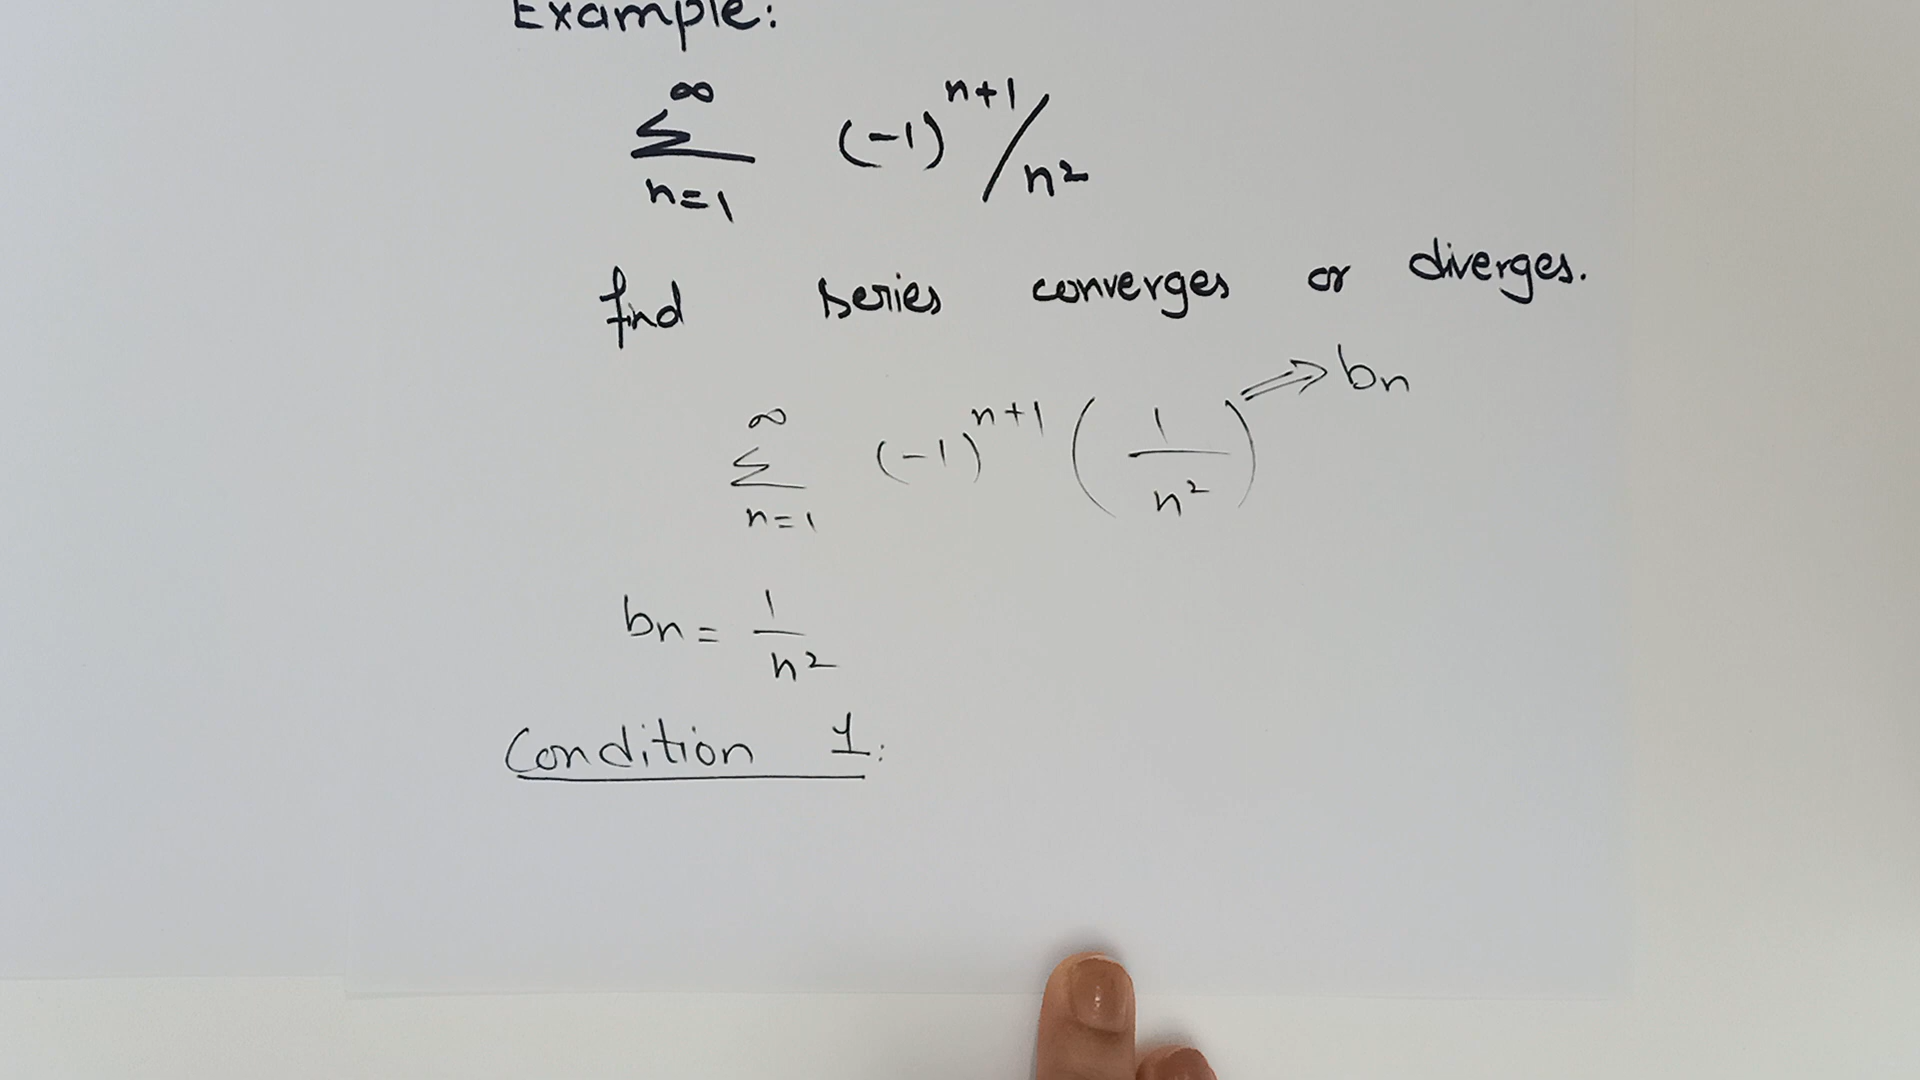 Example:
∞
Σ (-1)^{n+1}/n²
n=1
find series converges or diverges.
∞
Σ (-1)^{n+1} (1/n²) ⇒ bn
n=1
bn = 1/n²
Condition 1: